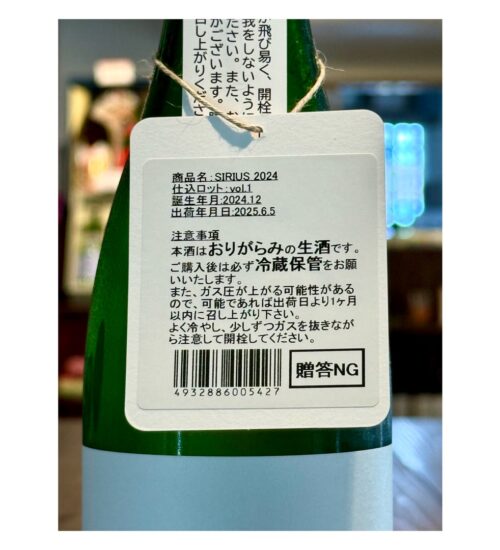 が飛び易く、開栓
我をしないように
ださい。また、お
がございます。
召し上がりくださ
商品名:SIRIUS 2024
仕込ロット:vol.1
誕生年月:2024.12
出荷年月日:2025.6.5
注意事項
本酒はおりがらみの生酒です。
ご購入後は必ず冷蔵保管をお願
いいたします。
また、ガス圧が上がる可能性がある
ので、可能であれば出荷日より1ヶ月
以内に召し上がり下さい。
よく冷やし、少しずつガスを抜きなが
ら注意して開栓してください。
4932886005427
贈答NG